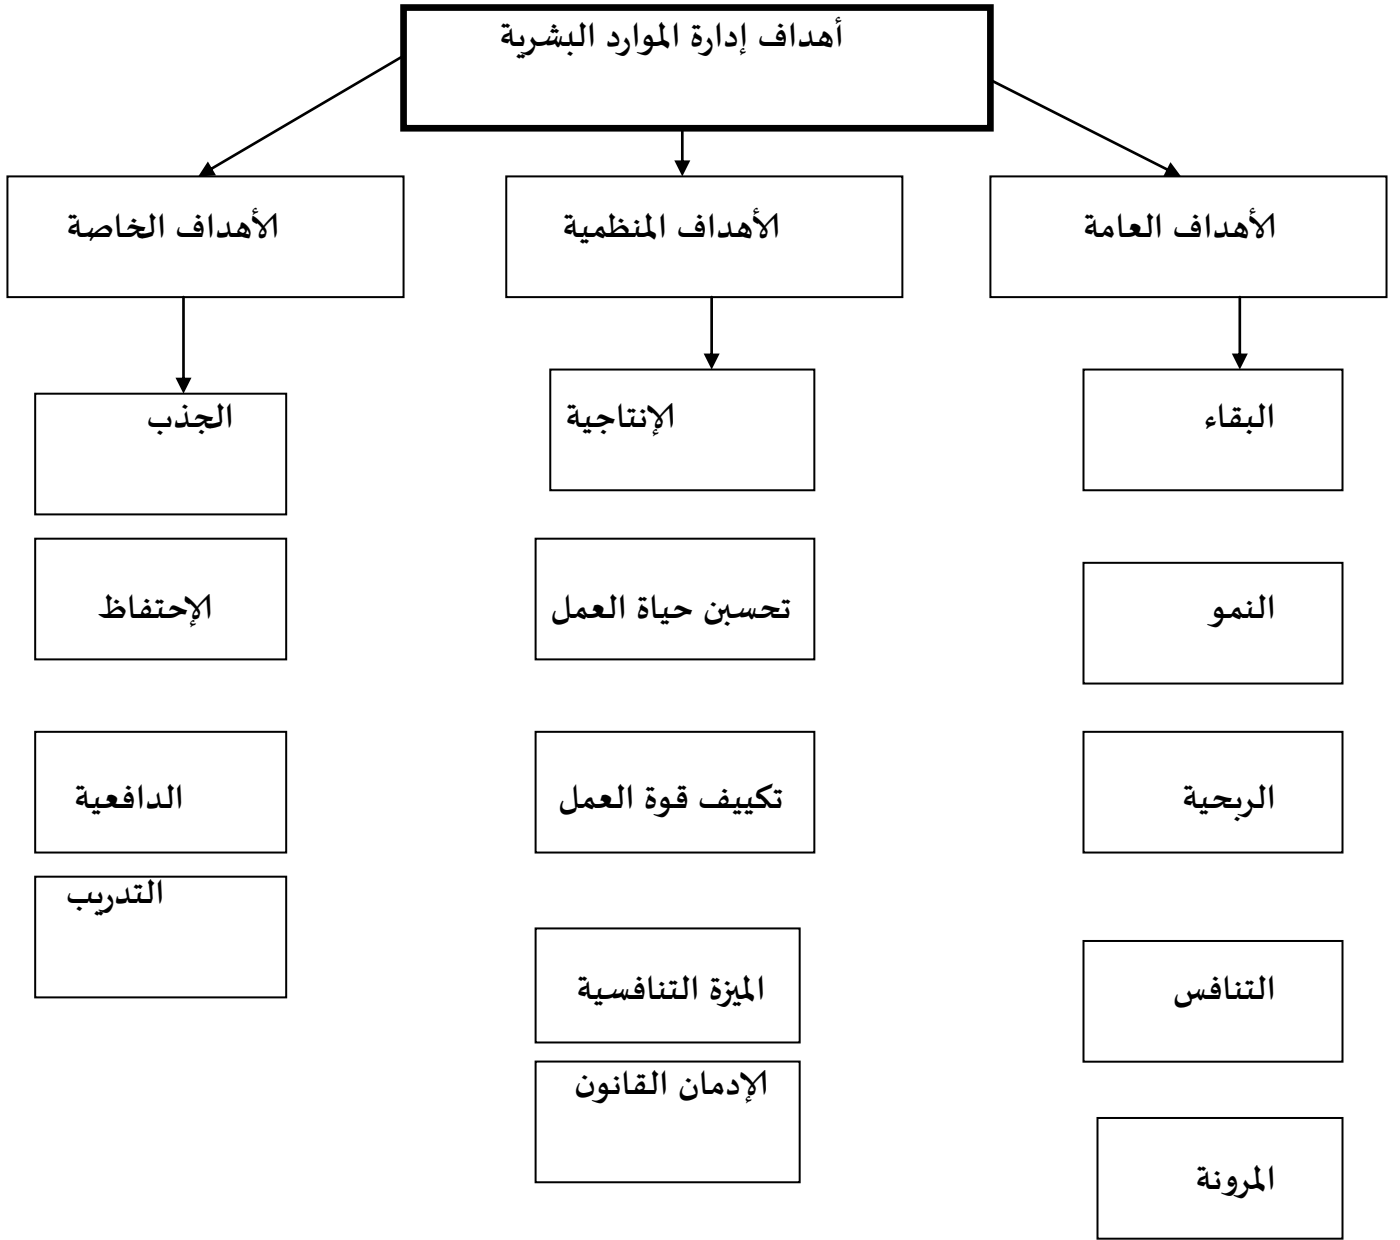 أهداف إدارة الموارد البشرية
الأهداف العامة
الأهداف المنظمية
الأهداف الخاصة
البقاء
النمو
الربحية
التنافس
المرونة
الإنتاجية
تحسين حياة العمل
تكييف قوة العمل
الميزة التنافسية
الإدمان القانون
الجذب
الإحتفاظ
الدافعية
التدريب